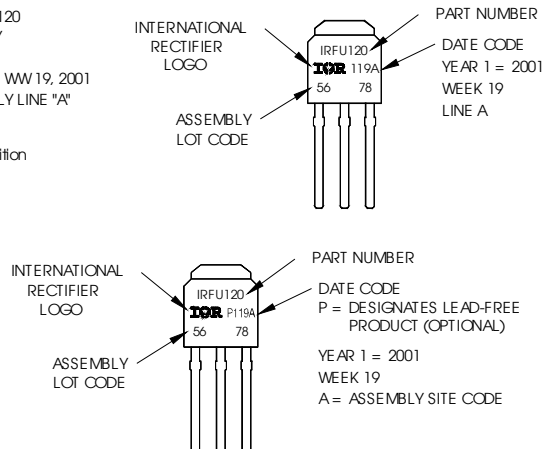 120
WW 19, 2001
LY LINE "A"
ition
INTERNATIONAL
RECTIFIER
LOGO
ASSEMBLY
LOT CODE
IRFU120
IOR 119A
56 78
PART NUMBER
DATE CODE
YEAR 1 = 2001
WEEK 19
LINE A
INTERNATIONAL
RECTIFIER
LOGO
ASSEMBLY
LOT CODE
IRFU120
IOR P119A
56 78
PART NUMBER
DATE CODE
P = DESIGNATES LEAD-FREE
PRODUCT (OPTIONAL)
YEAR 1 = 2001
WEEK 19
A = ASSEMBLY SITE CODE